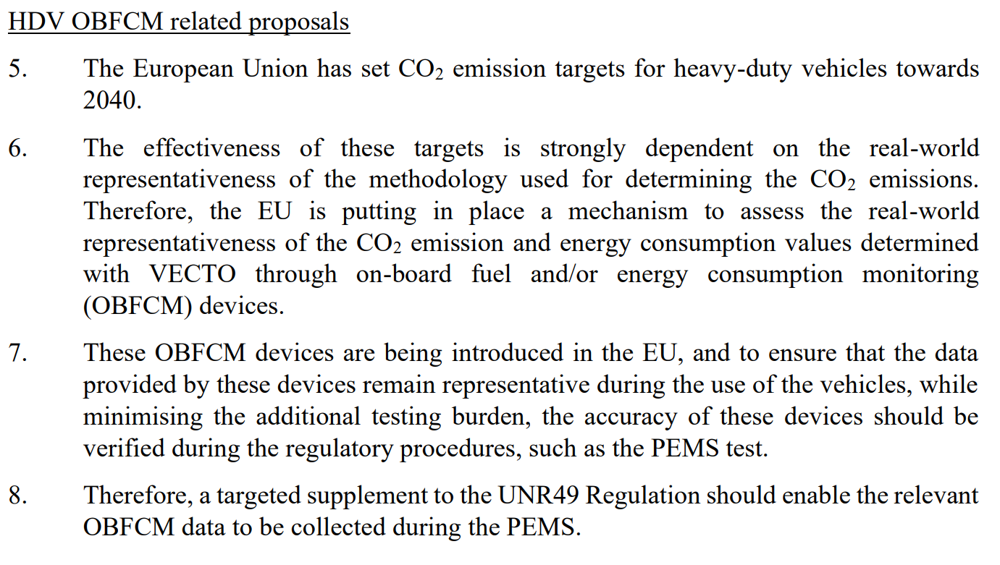 HDV OBFCM related proposals
5. The European Union has set CO₂ emission targets for heavy-duty vehicles towards
2040.
6. The effectiveness of these targets is strongly dependent on the real-world
representativeness of the methodology used for determining the CO₂ emissions.
Therefore, the EU is putting in place a mechanism to assess the real-world
representativeness of the CO₂ emission and energy consumption values determined
with VECTO through on-board fuel and/or energy consumption monitoring
(OBFCM) devices.
7. These OBFCM devices are being introduced in the EU, and to ensure that the data
provided by these devices remain representative during the use of the vehicles, while
minimising the additional testing burden, the accuracy of these devices should be
verified during the regulatory procedures, such as the PEMS test.
8. Therefore, a targeted supplement to the UNR49 Regulation should enable the relevant
OBFCM data to be collected during the PEMS.